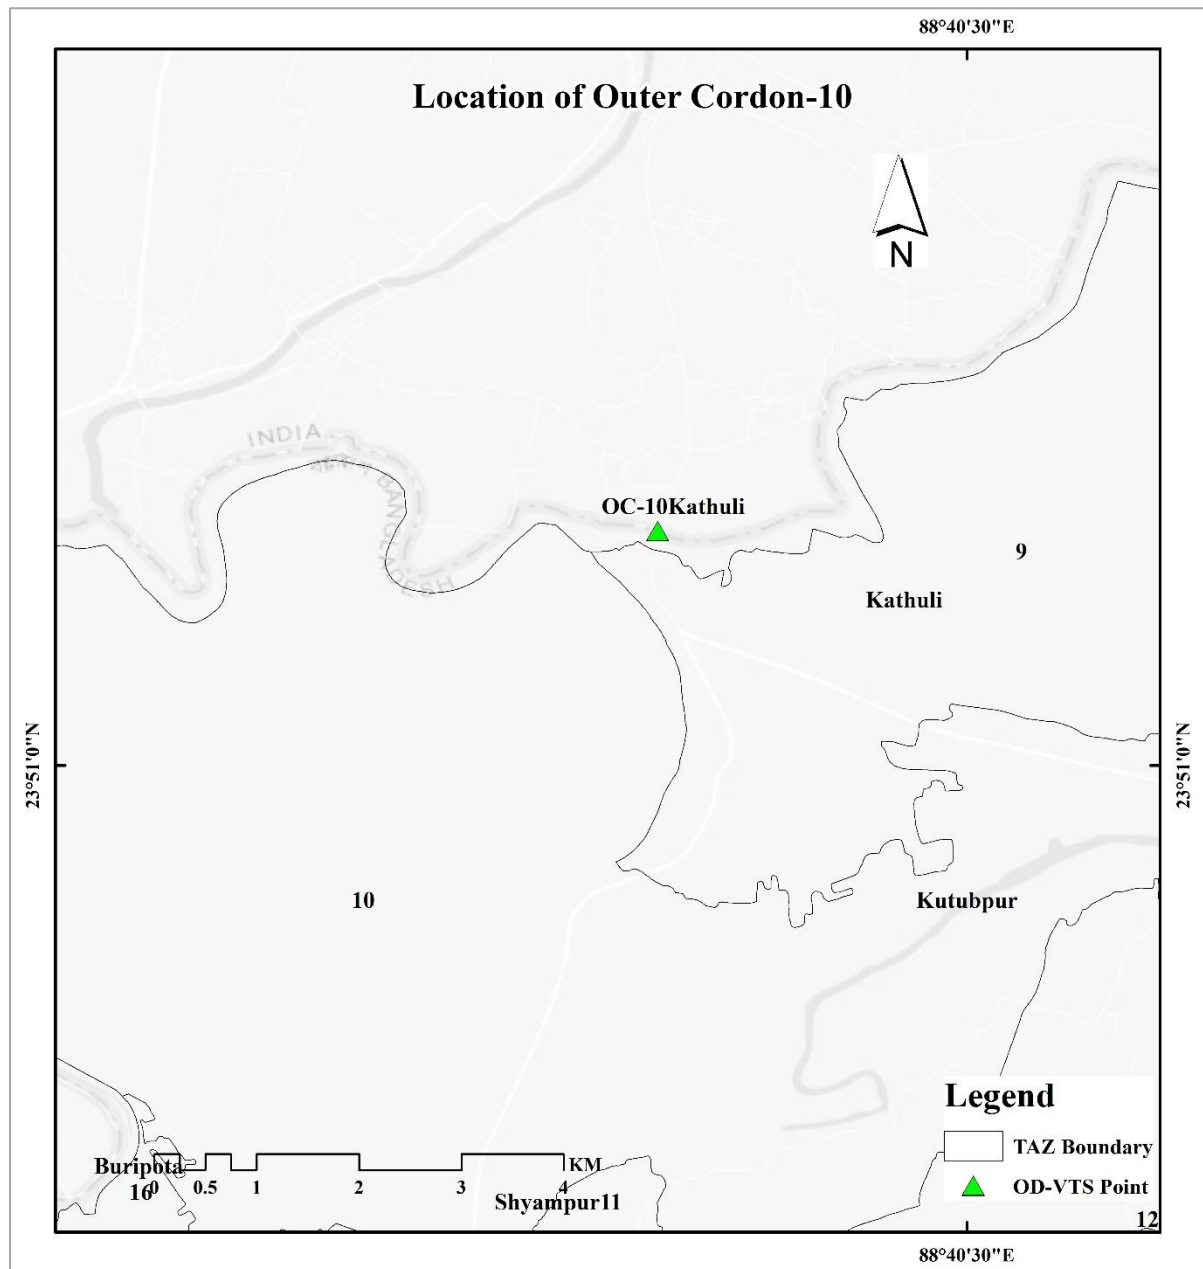 88°40'30"E
Location of Outer Cordon-10
N
INDIA
BANGLADESH
OC-10Kathuli
9
Kathuli
23°51'0"N
23°51'0"N
10
Kutubpur
Legend
TAZ Boundary
OD-VTS Point
Buripota
16
0 0.5 1 2 3 4
KM
Shyampur11
12
88°40'30"E